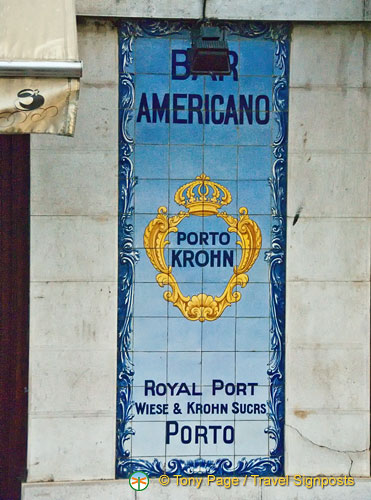 BAR
AMERICANO
PORTO
KROHN
ROYAL PORT
WIESE & KROHN SUCRS
PORTO
© Tony Page / Travel Signposts